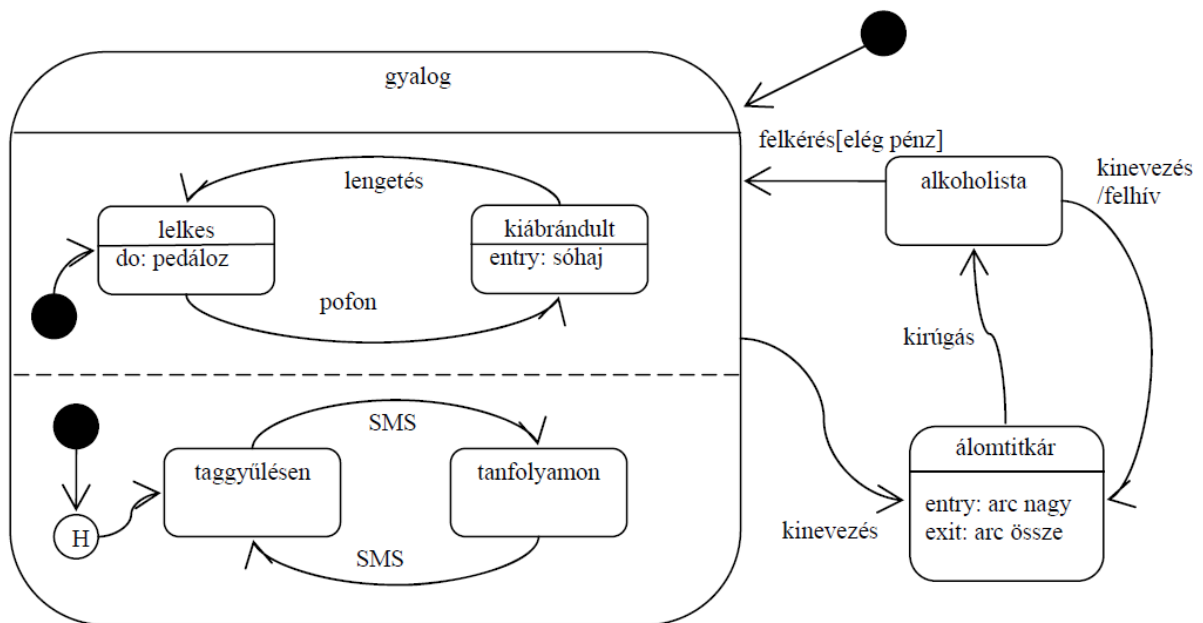 gyalog
felkérés[elég pénz]
alkoholista
kinevezés
/felhív
lengetés
lelkes
do: pedáloz
kiábrándult
entry: sóhaj
pofon
kirúgás
SMS
taggyűlésen
tanfolyamon
H
SMS
kinevezés
álomtitkár
entry: arc nagy
exit: arc össze